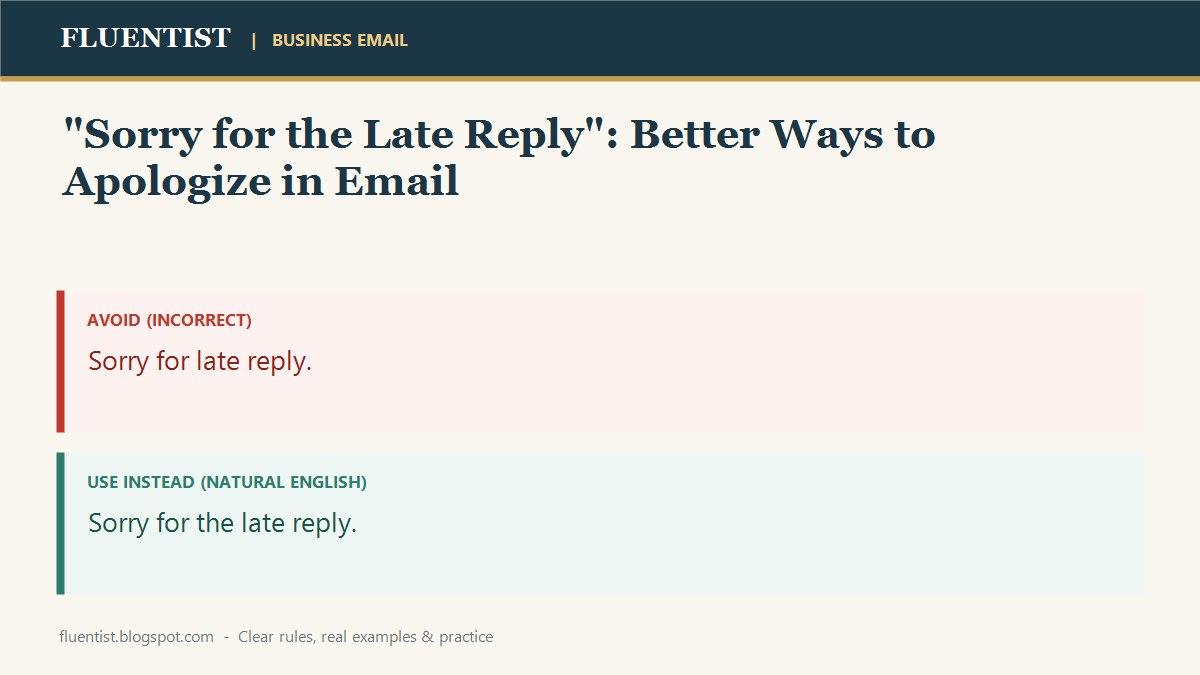 FLUENTIST | BUSINESS EMAIL
"Sorry for the Late Reply": Better Ways to
Apologize in Email
AVOID (INCORRECT)
Sorry for late reply.
USE INSTEAD (NATURAL ENGLISH)
Sorry for the late reply.
fluentist.blogspot.com - Clear rules, real examples & practice